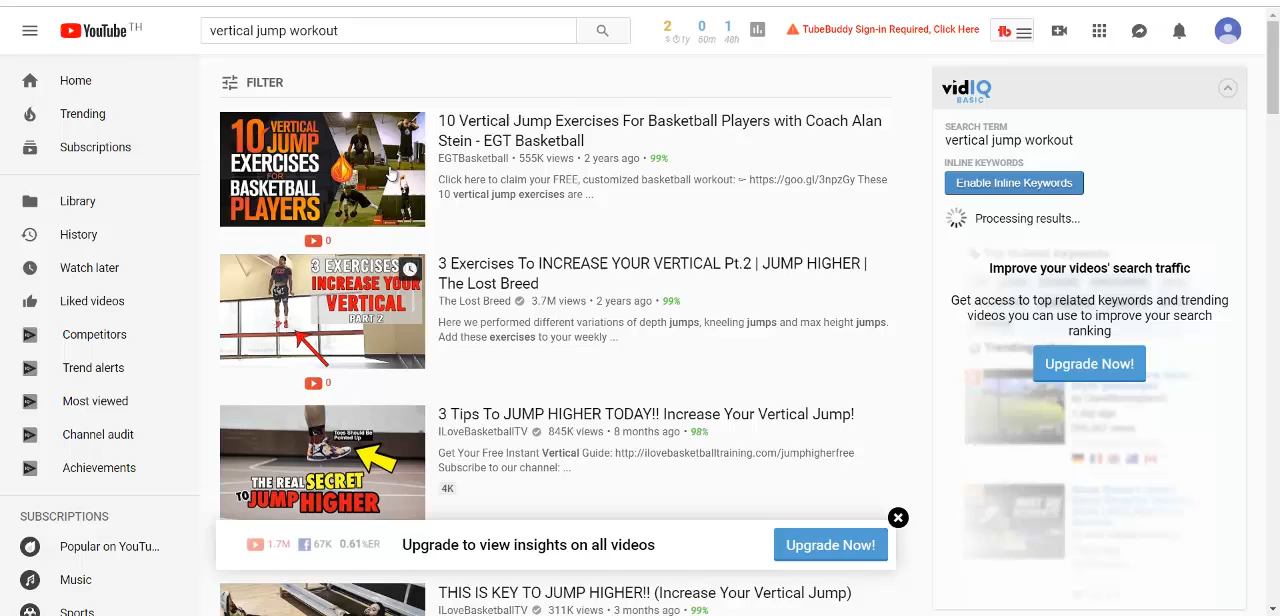 YouTube TH
vertical jump workout
2 0 1
1y 60m 48h
TubeBuddy Sign-in Required, Click Here
tb
Home
Trending
Subscriptions
Library
History
Watch later
Liked videos
Competitors
Trend alerts
Most viewed
Channel audit
Achievements
SUBSCRIPTIONS
Popular on YouTu...
Music
Sports
FILTER
10 VERTICAL
JUMP
EXERCISES
FOR
BASKETBALL
PLAYERS
10 Vertical Jump Exercises For Basketball Players with Coach Alan
Stein - EGT Basketball
EGTBasketball • 555K views • 2 years ago • 99%
Click here to claim your FREE, customized basketball workout: ~ https://goo.gl/3npzGy These
10 vertical jump exercises are ...
0
3 EXERCISES
INCREASE YOUR
VERTICAL
PART 2
3 Exercises To INCREASE YOUR VERTICAL Pt.2 | JUMP HIGHER |
The Lost Breed
The Lost Breed 3.7M views • 2 years ago • 99%
Here we performed different variations of depth jumps, kneeling jumps and max height jumps.
Add these exercises to your weekly ...
0
Toes Should Be
Pointed Up
THE REAL SECRET
TO JUMP HIGHER
3 Tips To JUMP HIGHER TODAY!! Increase Your Vertical Jump!
ILoveBasketballTV 845K views • 8 months ago • 98%
Get Your Free Instant Vertical Guide: http://ilovebasketballtraining.com/jumphigherfree
Subscribe to our channel: ...
4K
1.7M 67K 0.61%ER Upgrade to view insights on all videos Upgrade Now!
THIS IS KEY TO JUMP HIGHER!! (Increase Your Vertical Jump)
ILoveBasketballTV 311K views • 3 months ago • 99%
vidIQ
BASIC
SEARCH TERM
vertical jump workout
INLINE KEYWORDS
Enable Inline Keywords
Processing results...
Improve your videos' search traffic
Get access to top related keywords and trending
videos you can use to improve your search
ranking
Upgrade Now!